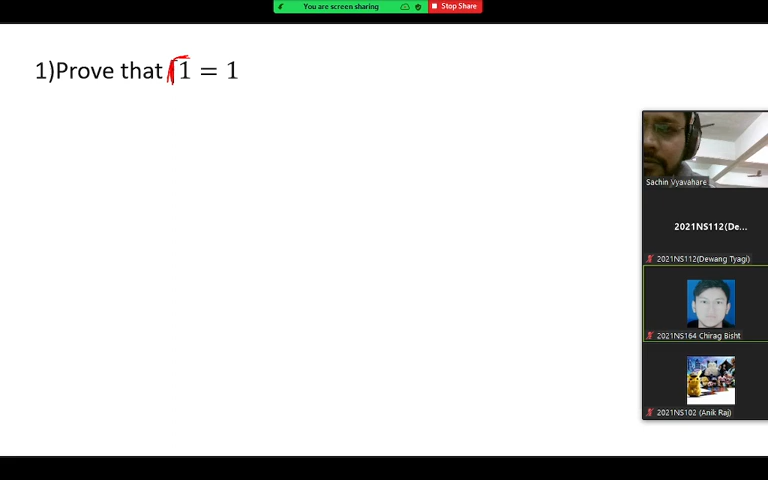 You are screen sharing
Stop Share
1)Prove that Γ1 = 1
Sachin Vyavahare
2021NS112(De...
2021NS112(Dewang Tyagi)
2021NS164 Chirag Bisht
2021NS102 (Anik Raj)